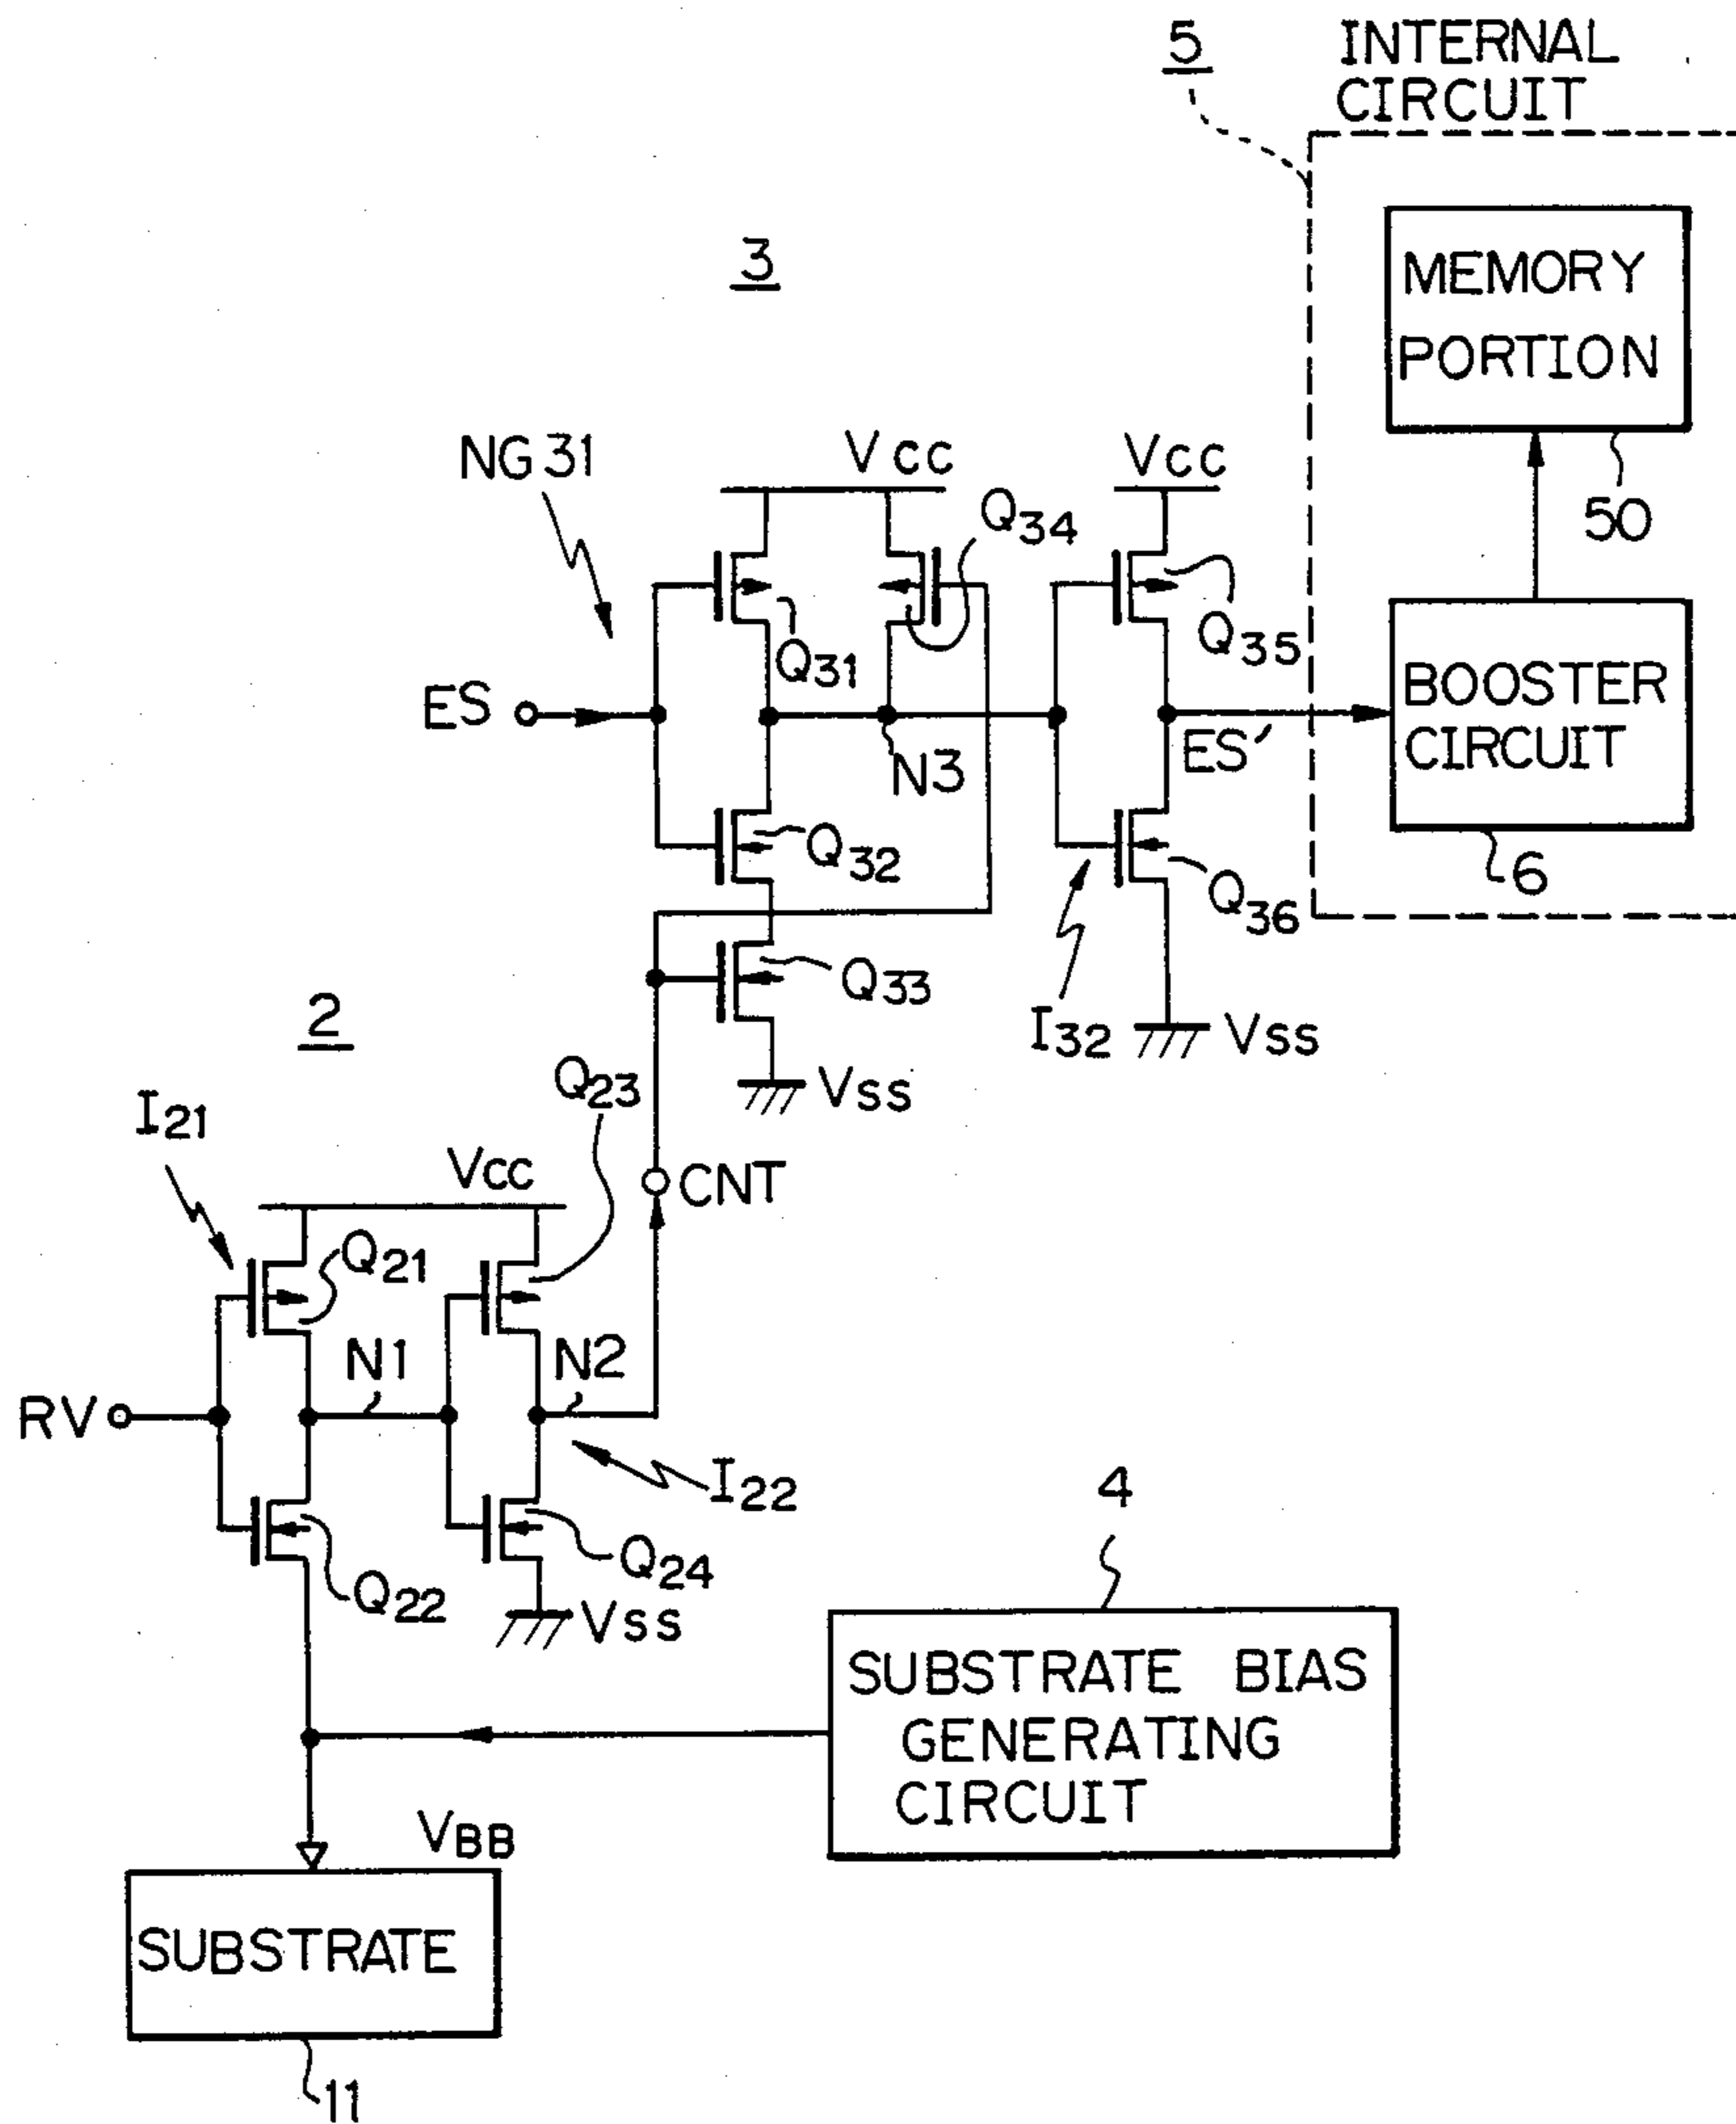 5
INTERNAL
CIRCUIT
3
MEMORY
PORTION
50
NG31
Vcc
Vcc
Q34
Q31
Q35
BOOSTER
CIRCUIT
6
ES
N3
ES'
Q32
Q36
Q33
I32
Vss
Vss
2
Q23
I21
Vcc
CNT
Q21
N1
N2
RV
I22
Q22
Q24
Vss
4
SUBSTRATE BIAS
GENERATING
CIRCUIT
VBB
SUBSTRATE
11